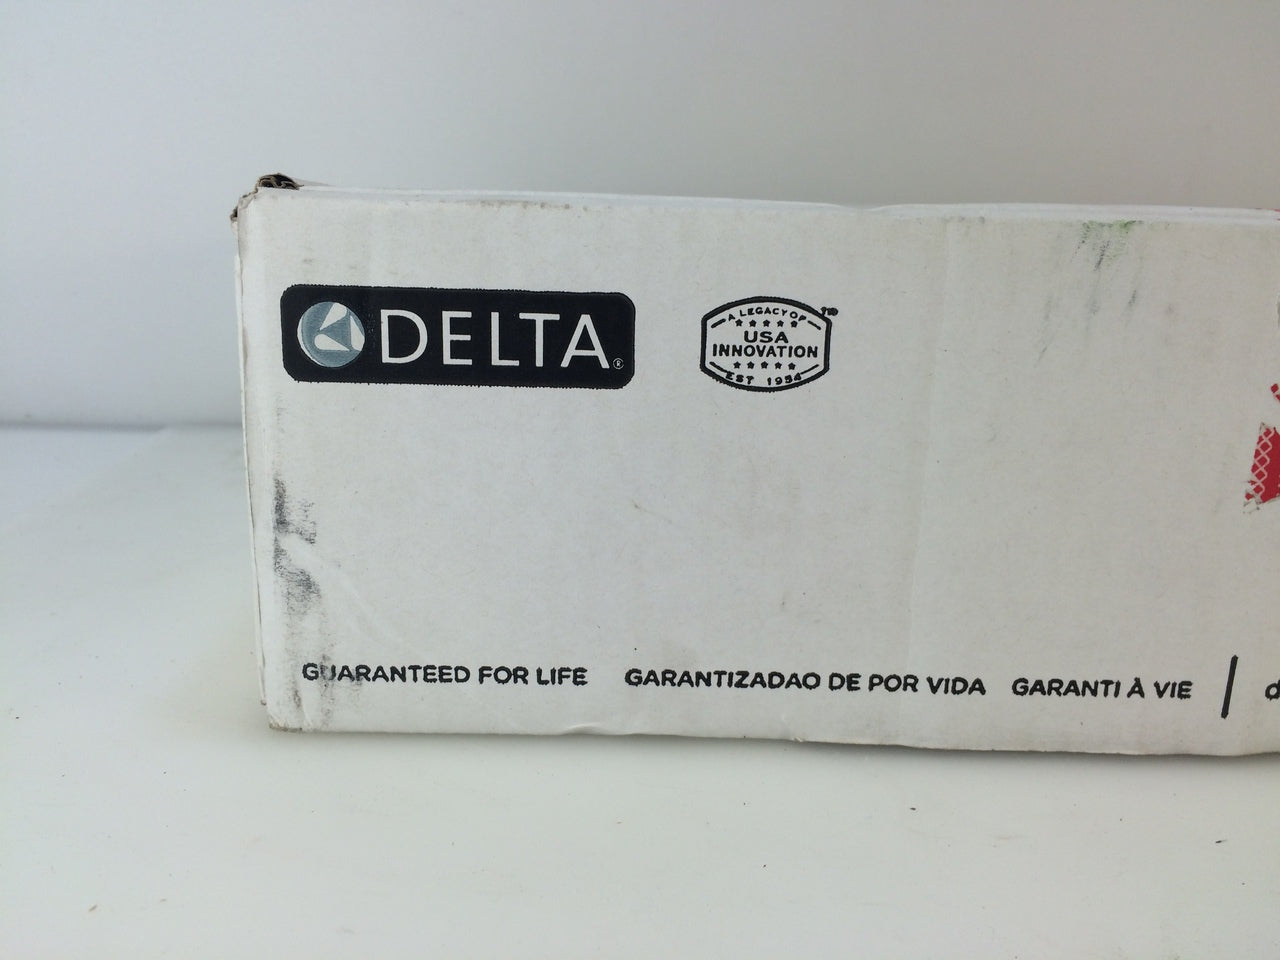 DELTA®
A LEGACY OF ™
USA
INNOVATION
EST 1954
GUARANTEED FOR LIFE GARANTIZADAO DE POR VIDA GARANTI À VIE | d